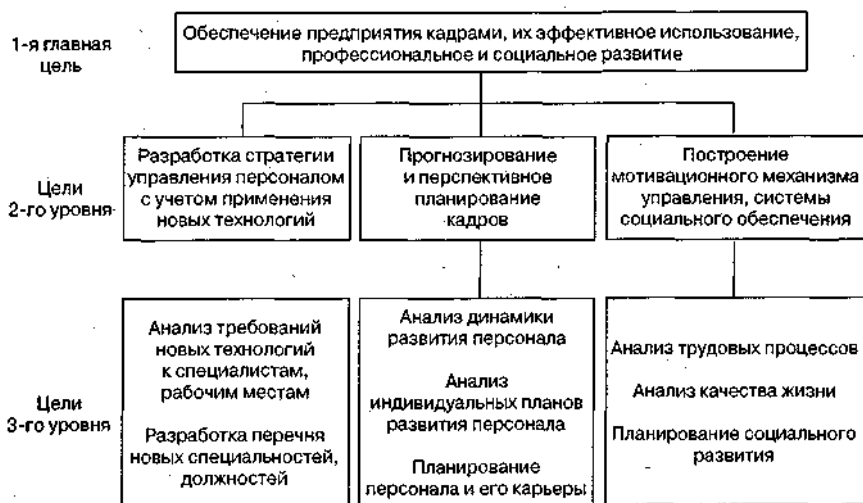 1-я главная
цель
Обеспечение предприятия кадрами, их эффективное использование,
профессиональное и социальное развитие
Цели
2-го уровня
Разработка стратегии
управления персоналом
с учетом применения
новых технологий
Прогнозирование
и перспективное
планирование
кадров
Построение
мотивационного механизма
управления, системы
социального обеспечения
Цели
3-го уровня
Анализ требований
новых технологий
к специалистам,
рабочим местам
Разработка перечня
новых специальностей,
должностей
Анализ динамики
развития персонала
Анализ
индивидуальных планов
развития персонала
Планирование
персонала и его карьеры
Анализ трудовых процессов
Анализ качества жизни
Планирование социального
развития